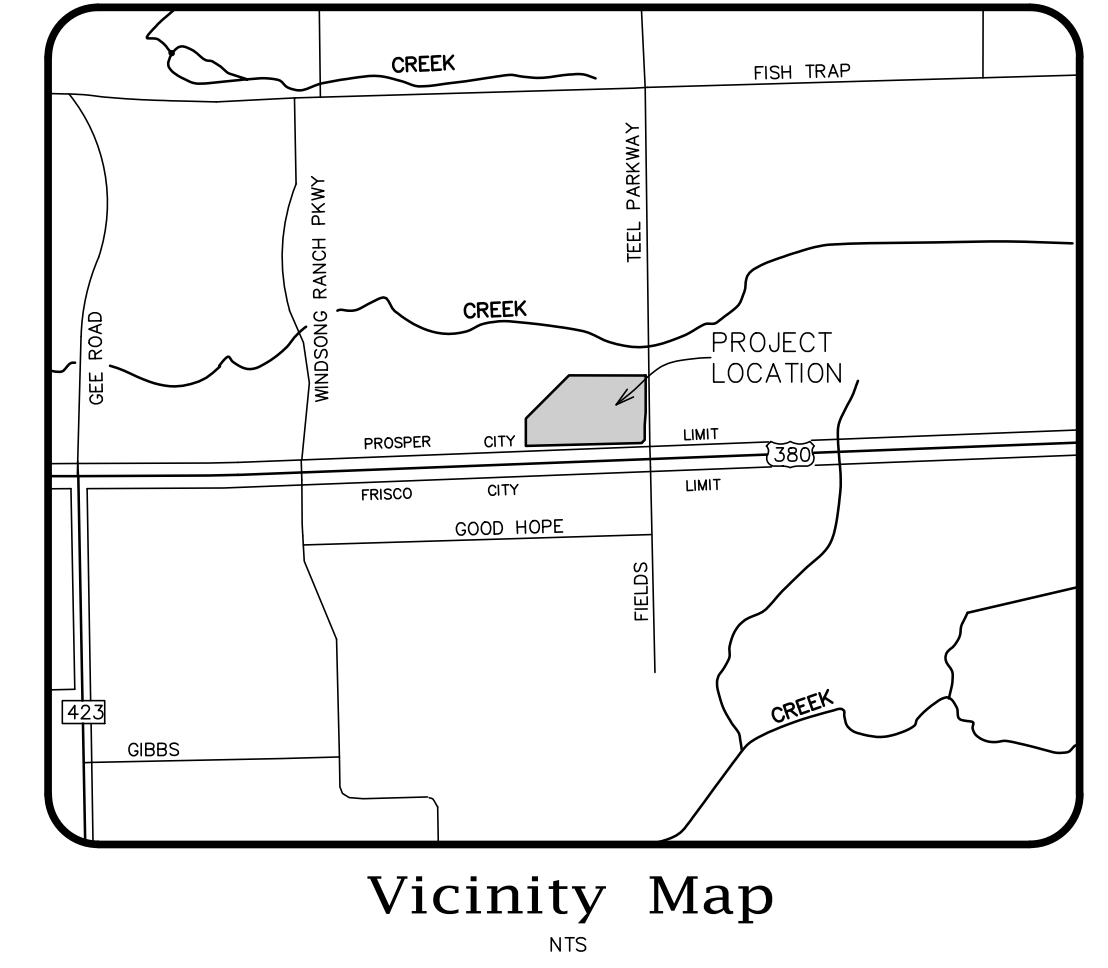 CREEK
FISH TRAP
TEEL PARKWAY
WINDSONG RANCH PKWY
GEE ROAD
CREEK
PROJECT
LOCATION
PROSPER CITY LIMIT
380
FRISCO CITY LIMIT
GOOD HOPE
FIELDS
423
CREEK
GIBBS
Vicinity Map
NTS